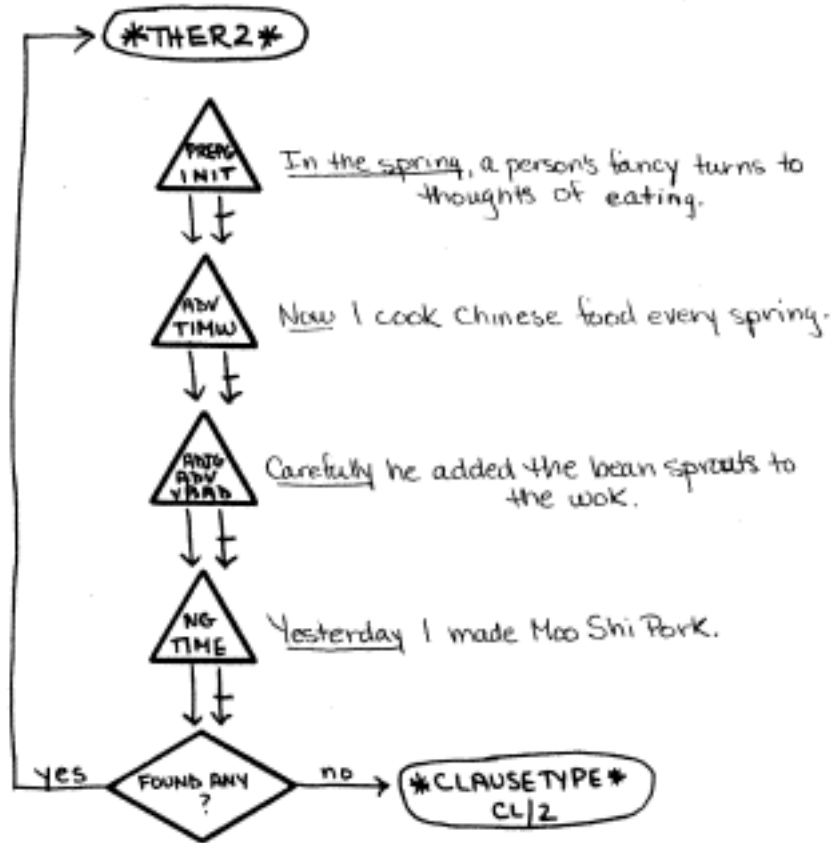 *THER2*
PREPG
INIT
In the spring, a person's fancy turns to
thoughts of eating.
ADV
TIMW
Now I cook Chinese food every spring.
ADJG
ADV
VBAD
Carefully he added the bean sprouts to
the wok.
NG
TIME
Yesterday I made Moo Shi Pork.
FOUND ANY
?
yes
no
*CLAUSETYPE*
CL/2